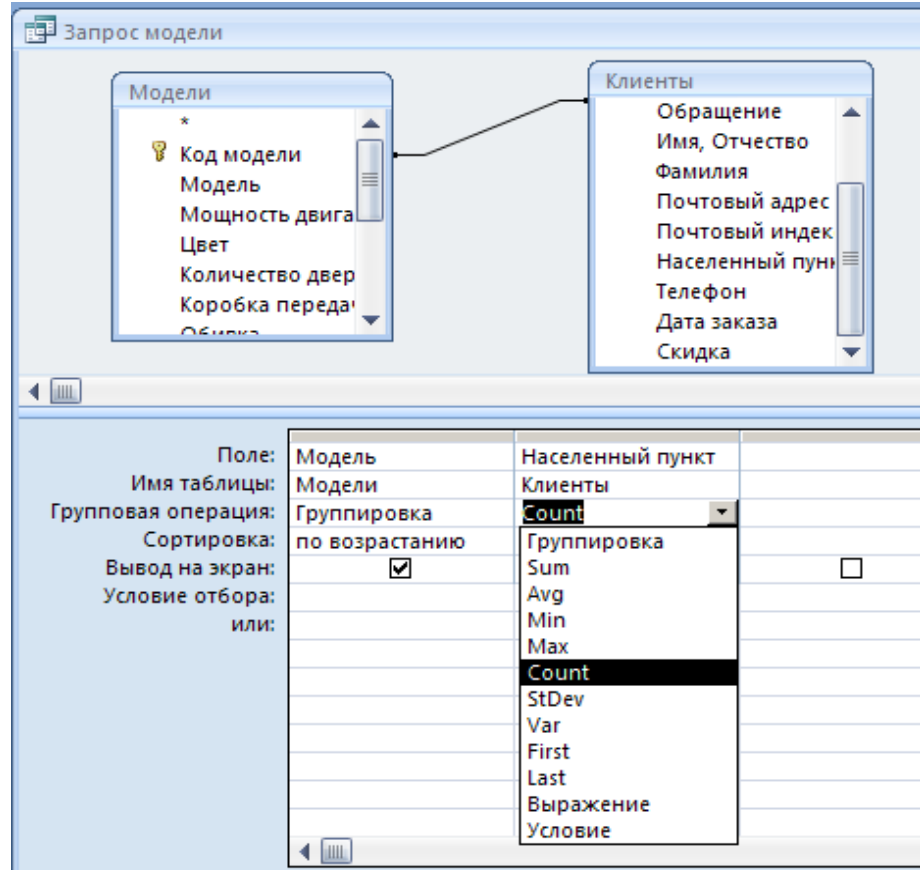 Запрос модели
Модели
*
Код модели
Модель
Мощность двига
Цвет
Количество двер
Коробка переда
Обивка
Клиенты
Обращение
Имя, Отчество
Фамилия
Почтовый адрес
Почтовый индек
Населенный пун
Телефон
Дата заказа
Скидка
Поле: Модель Населенный пункт
Имя таблицы: Модели Клиенты
Групповая операция: Группировка Count
Сортировка: по возрастанию
Вывод на экран:
Условие отбора:
или:
Группировка
Sum
Avg
Min
Max
Count
StDev
Var
First
Last
Выражение
Условие